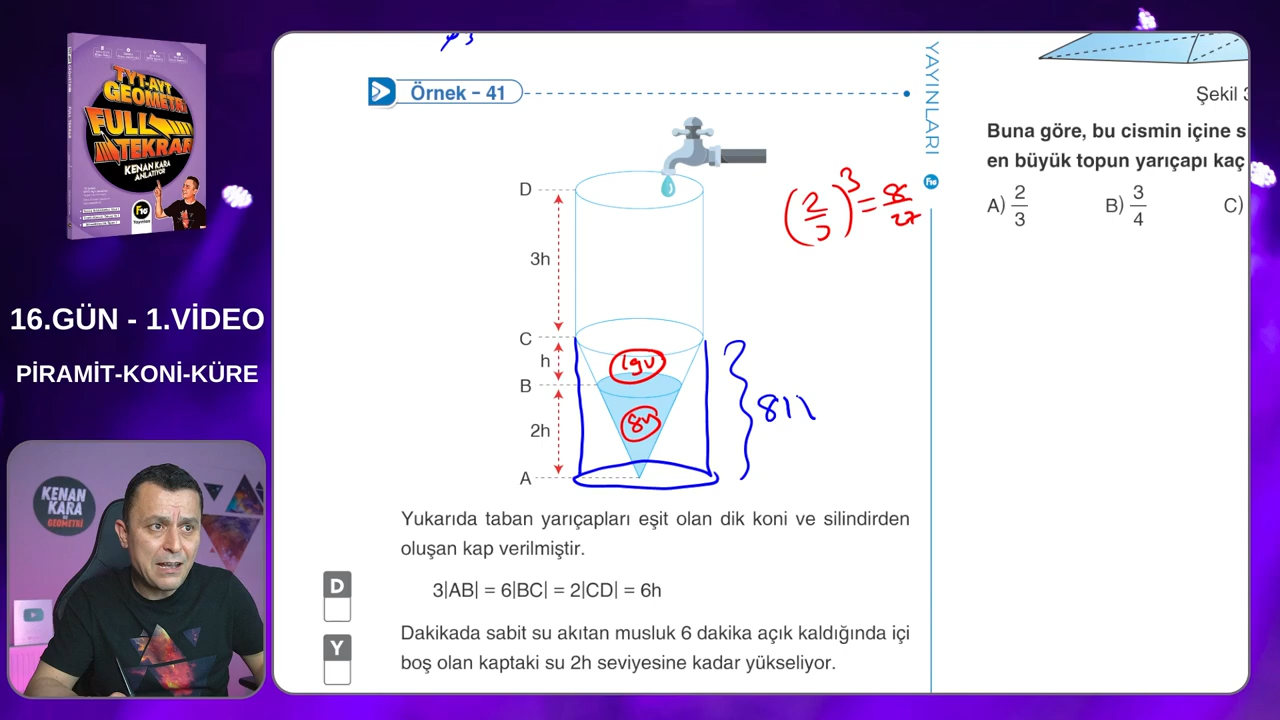 TYT-AYT
GEOMETRİ
FULL
TEKRAR
KENAN KARA
ANLATIYOR
F10
16.GÜN - 1.VİDEO
PİRAMİT-KONİ-KÜRE
KENAN
KARA
GEOMETRİ
Örnek - 41
D
3h
C
h
B
2h
A
19V
8V
81V
(2/3)³ = 8/27
Yukarıda taban yarıçapları eşit olan dik koni ve silindirden
oluşan kap verilmiştir.
3|AB| = 6|BC| = 2|CD| = 6h
Dakikada sabit su akıtan musluk 6 dakika açık kaldığında içi
boş olan kaptaki su 2h seviyesine kadar yükseliyor.
D
Y
YAYINLARI
F10
Şekil 3
Buna göre, bu cismin içine s
en büyük topun yarıçapı kaç
A) 2/3 B) 3/4 C)